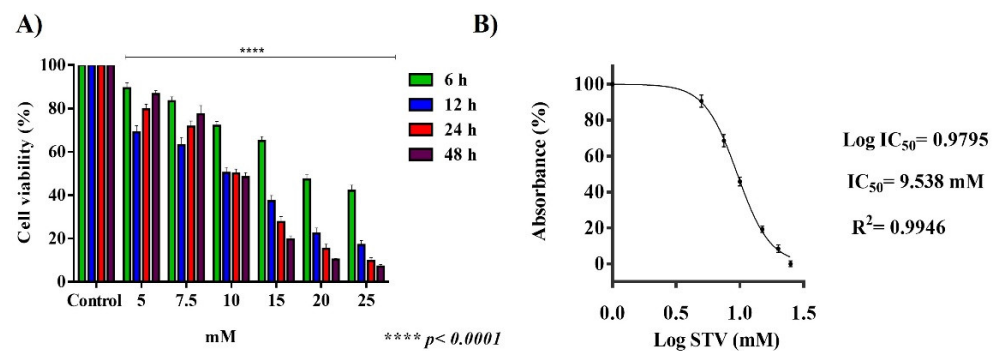 A)
B)
****
100
80
60
40
20
0
Cell viability (%)
Control 5 7.5 10 15 20 25
mM
**** p< 0.0001
6 h
12 h
24 h
48 h
100
80
60
40
20
0
Absorbance (%)
0.0 0.5 1.0 1.5
Log STV (mM)
Log IC50= 0.9795
IC50= 9.538 mM
R2= 0.9946